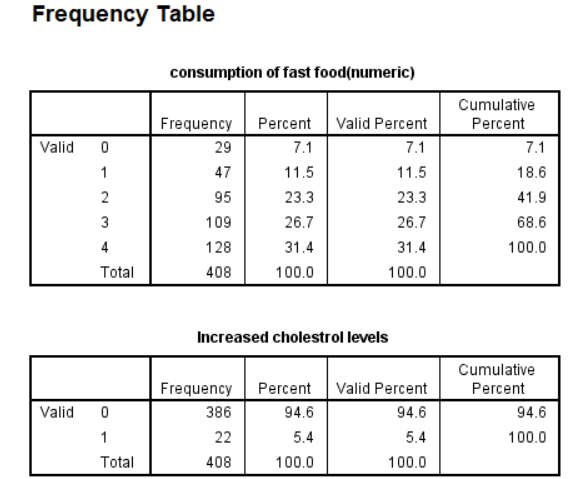 Frequency Table
consumption of fast food(numeric)
Frequency Percent Valid Percent Cumulative Percent
Valid 0 29 7.1 7.1 7.1
1 47 11.5 11.5 18.6
2 95 23.3 23.3 41.9
3 109 26.7 26.7 68.6
4 128 31.4 31.4 100.0
Total 408 100.0 100.0
Increased cholestrol levels
Frequency Percent Valid Percent Cumulative Percent
Valid 0 386 94.6 94.6 94.6
1 22 5.4 5.4 100.0
Total 408 100.0 100.0